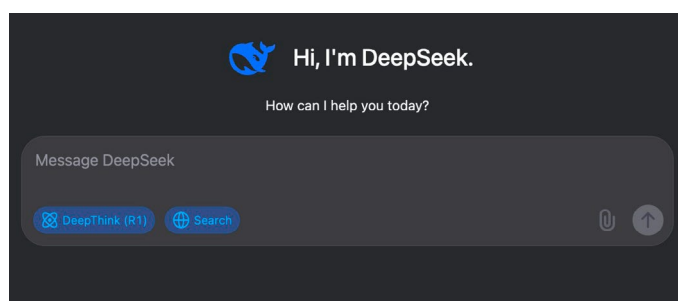 Hi, I'm DeepSeek.
How can I help you today?
Message DeepSeek
DeepThink (R1) Search